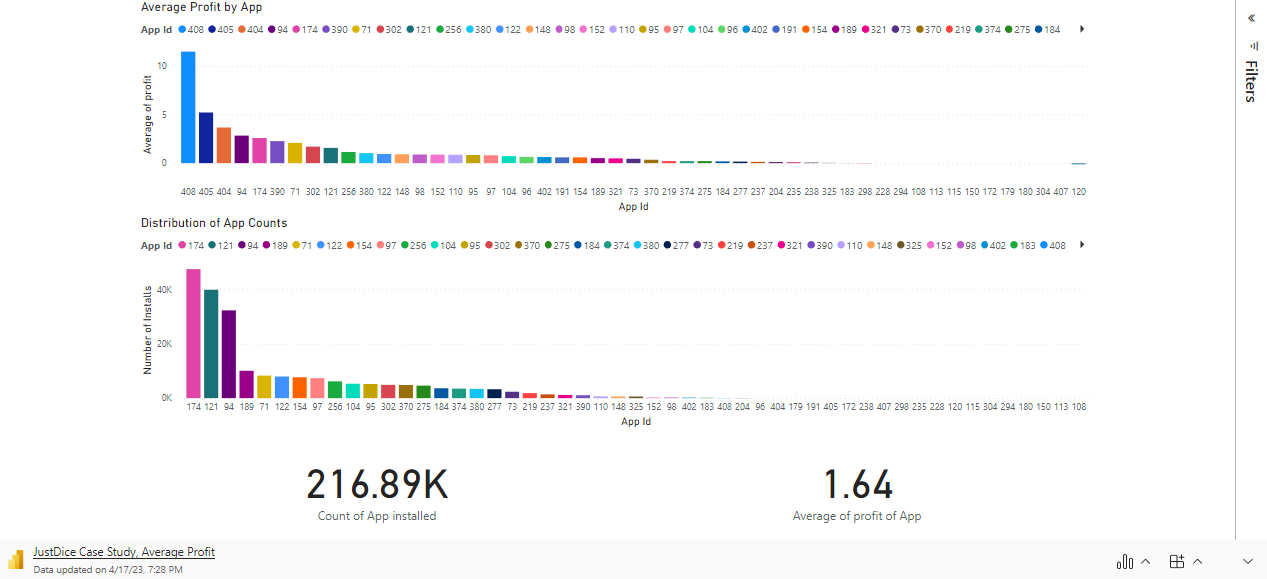 Average Profit by App
App Id 408 405 404 94 174 390 71 302 121 256 380 122 148 98 152 110 95 97 104 96 402 191 154 189 321 73 370 219 374 275 184
Average of profit
10
5
0
408 405 404 94 174 390 71 302 121 256 380 122 148 98 152 110 95 97 104 96 402 191 154 189 321 73 370 219 374 275 184 277 237 204 235 238 325 183 298 228 294 108 113 115 150 172 179 180 304 407 120
App Id
Distribution of App Counts
App Id 174 121 94 189 71 122 154 97 256 104 95 302 370 275 184 374 380 277 73 219 237 321 390 110 148 325 152 98 402 183 408
Number of Installs
40K
20K
0K
174 121 94 189 71 122 154 97 256 104 95 302 370 275 184 374 380 277 73 219 237 321 390 110 148 325 152 98 402 183 408 204 96 404 179 191 405 172 238 407 298 235 228 120 115 304 294 180 150 113 108
App Id
216.89K
Count of App installed
1.64
Average of profit of App
Filters
JustDice Case Study, Average Profit
Data updated on 4/17/23, 7:28 PM